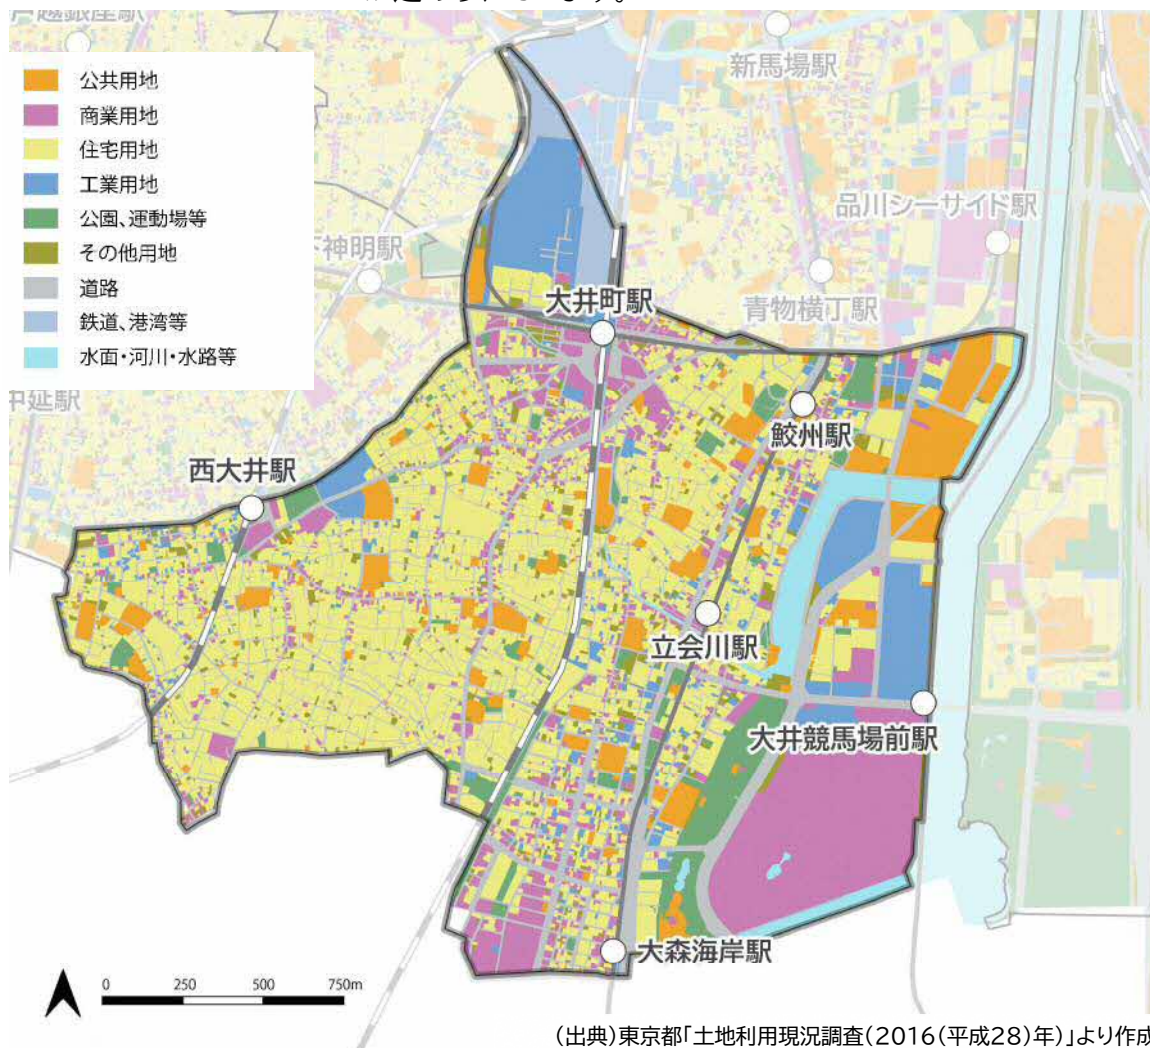 公共用地
商業用地
住宅用地
工業用地
公園、運動場等
その他用地
道路
鉄道、港湾等
水面・河川・水路等
新馬場駅
品川シーサイド駅
下神明駅
大井町駅
青物横丁駅
中延駅
鮫州駅
西大井駅
立会川駅
大井競馬場前駅
大森海岸駅
0 250 500 750m
(出典)東京都「土地利用現況調査(2016(平成28)年)」より作成